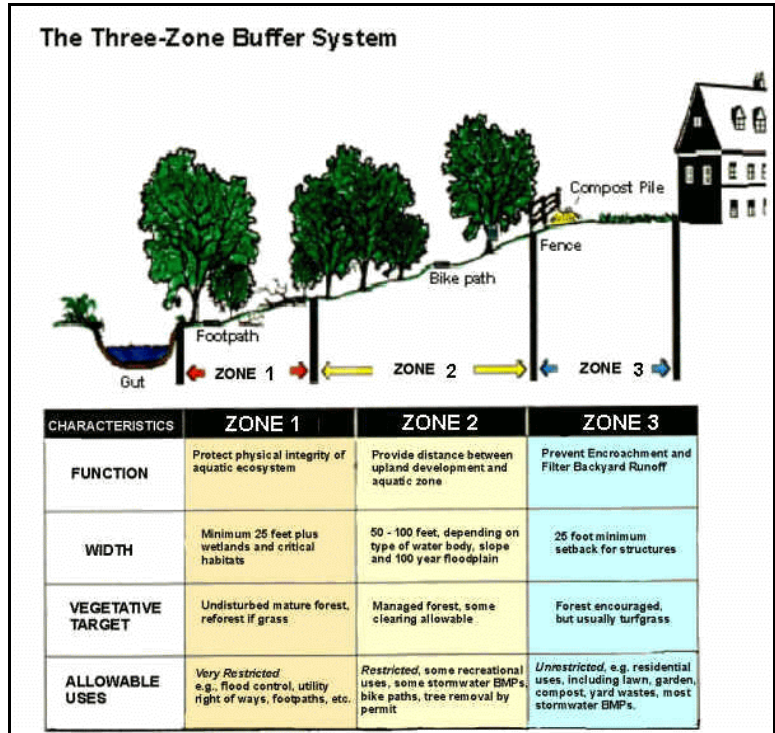 The Three-Zone Buffer System
Compost Pile
Fence
Bike path
Footpath
Gut
ZONE 1
ZONE 2
ZONE 3
CHARACTERISTICS
ZONE 1
ZONE 2
ZONE 3
FUNCTION
Protect physical integrity of
aquatic ecosystem
Provide distance between
upland development and
aquatic zone
Prevent Encroachment and
Filter Backyard Runoff
WIDTH
Minimum 25 feet plus
wetlands and critical
habitats
50 - 100 feet, depending on
type of water body, slope
and 100 year floodplain
25 foot minimum
setback for structures
VEGETATIVE
TARGET
Undisturbed mature forest,
reforest if grass
Managed forest, some
clearing allowable
Forest encouraged,
but usually turfgrass
ALLOWABLE
USES
Very Restricted
e.g., flood control, utility
right of ways, footpaths, etc.
Restricted, some recreational
uses, some stormwater BMPs,
bike paths, tree removal by
permit
Unrestricted, e.g. residential
uses, including lawn, garden,
compost, yard wastes, most
stormwater BMPs.